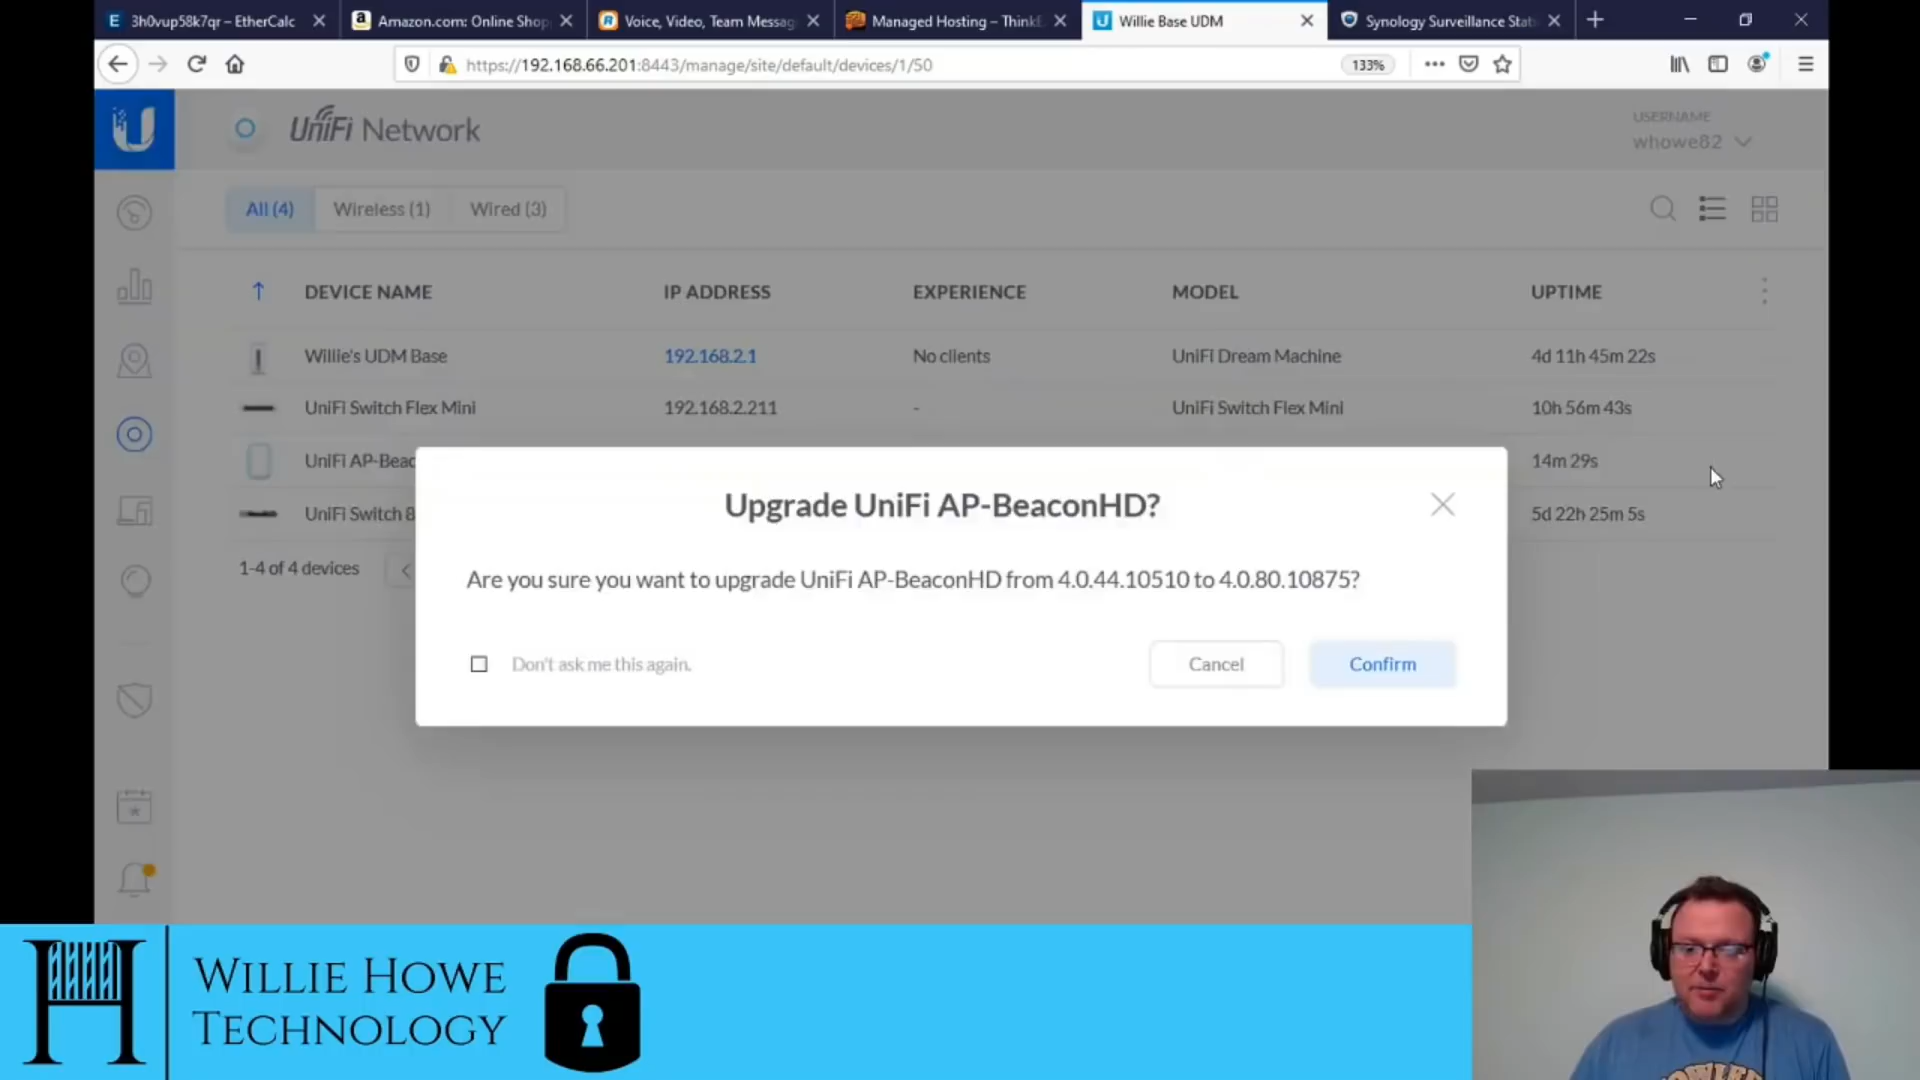 3h0vup58k7qr – EtherCalc
Amazon.com: Online Shop
Voice, Video, Team Messag
Managed Hosting – ThinkE
Willie Base UDM
Synology Surveillance Stat
https://192.168.66.201:8443/manage/site/default/devices/1/50
133%
UniFi Network
USERNAME
whowe82
All (4)
Wireless (1)
Wired (3)
DEVICE NAME
IP ADDRESS
EXPERIENCE
MODEL
UPTIME
Willie's UDM Base
192.168.2.1
No clients
UniFi Dream Machine
4d 11h 45m 22s
UniFi Switch Flex Mini
192.168.2.211
-
UniFi Switch Flex Mini
10h 56m 43s
UniFi AP-Beac
14m 29s
UniFi Switch 8
5d 22h 25m 5s
1-4 of 4 devices
Upgrade UniFi AP-BeaconHD?
Are you sure you want to upgrade UniFi AP-BeaconHD from 4.0.44.10510 to 4.0.80.10875?
Don't ask me this again.
Cancel
Confirm
H
WILLIE HOWE
TECHNOLOGY